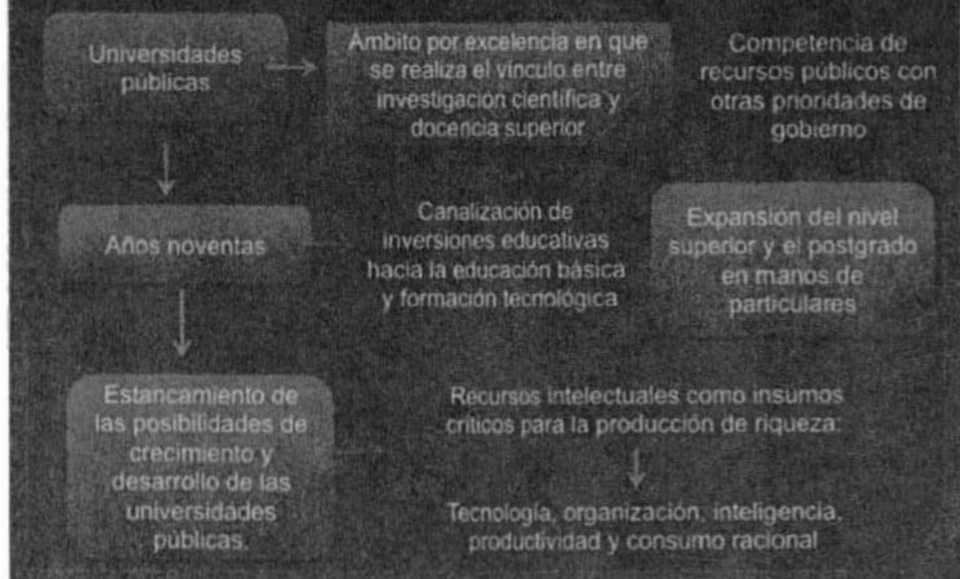 Universidades
públicas
Ámbito por excelencia en que
se realiza el vínculo entre
investigación científica y
docencia superior
Competencia de
recursos públicos con
otras prioridades de
gobierno
Años noventas
Canalización de
inversiones educativas
hacia la educación básica
y formación tecnológica
Expansión del nivel
superior y el postgrado
en manos de
particulares
Estancamiento de
las posibilidades de
crecimiento y
desarrollo de las
universidades
públicas.
Recursos intelectuales como insumos
críticos para la producción de riqueza:
Tecnología, organización, inteligencia,
productividad y consumo racional